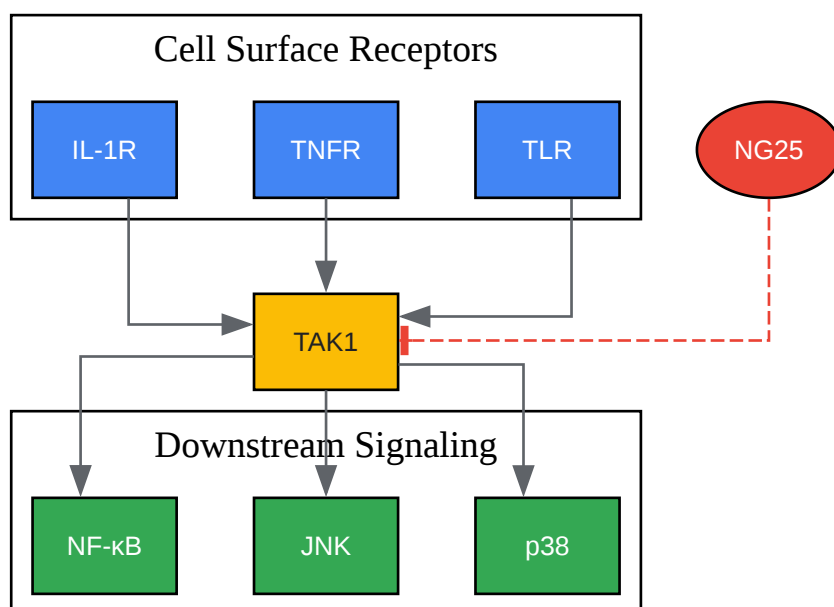 Cell Surface Receptors
IL-1R
TNFR
TLR
NG25
TAK1
Downstream Signaling
NF-κB
JNK
p38